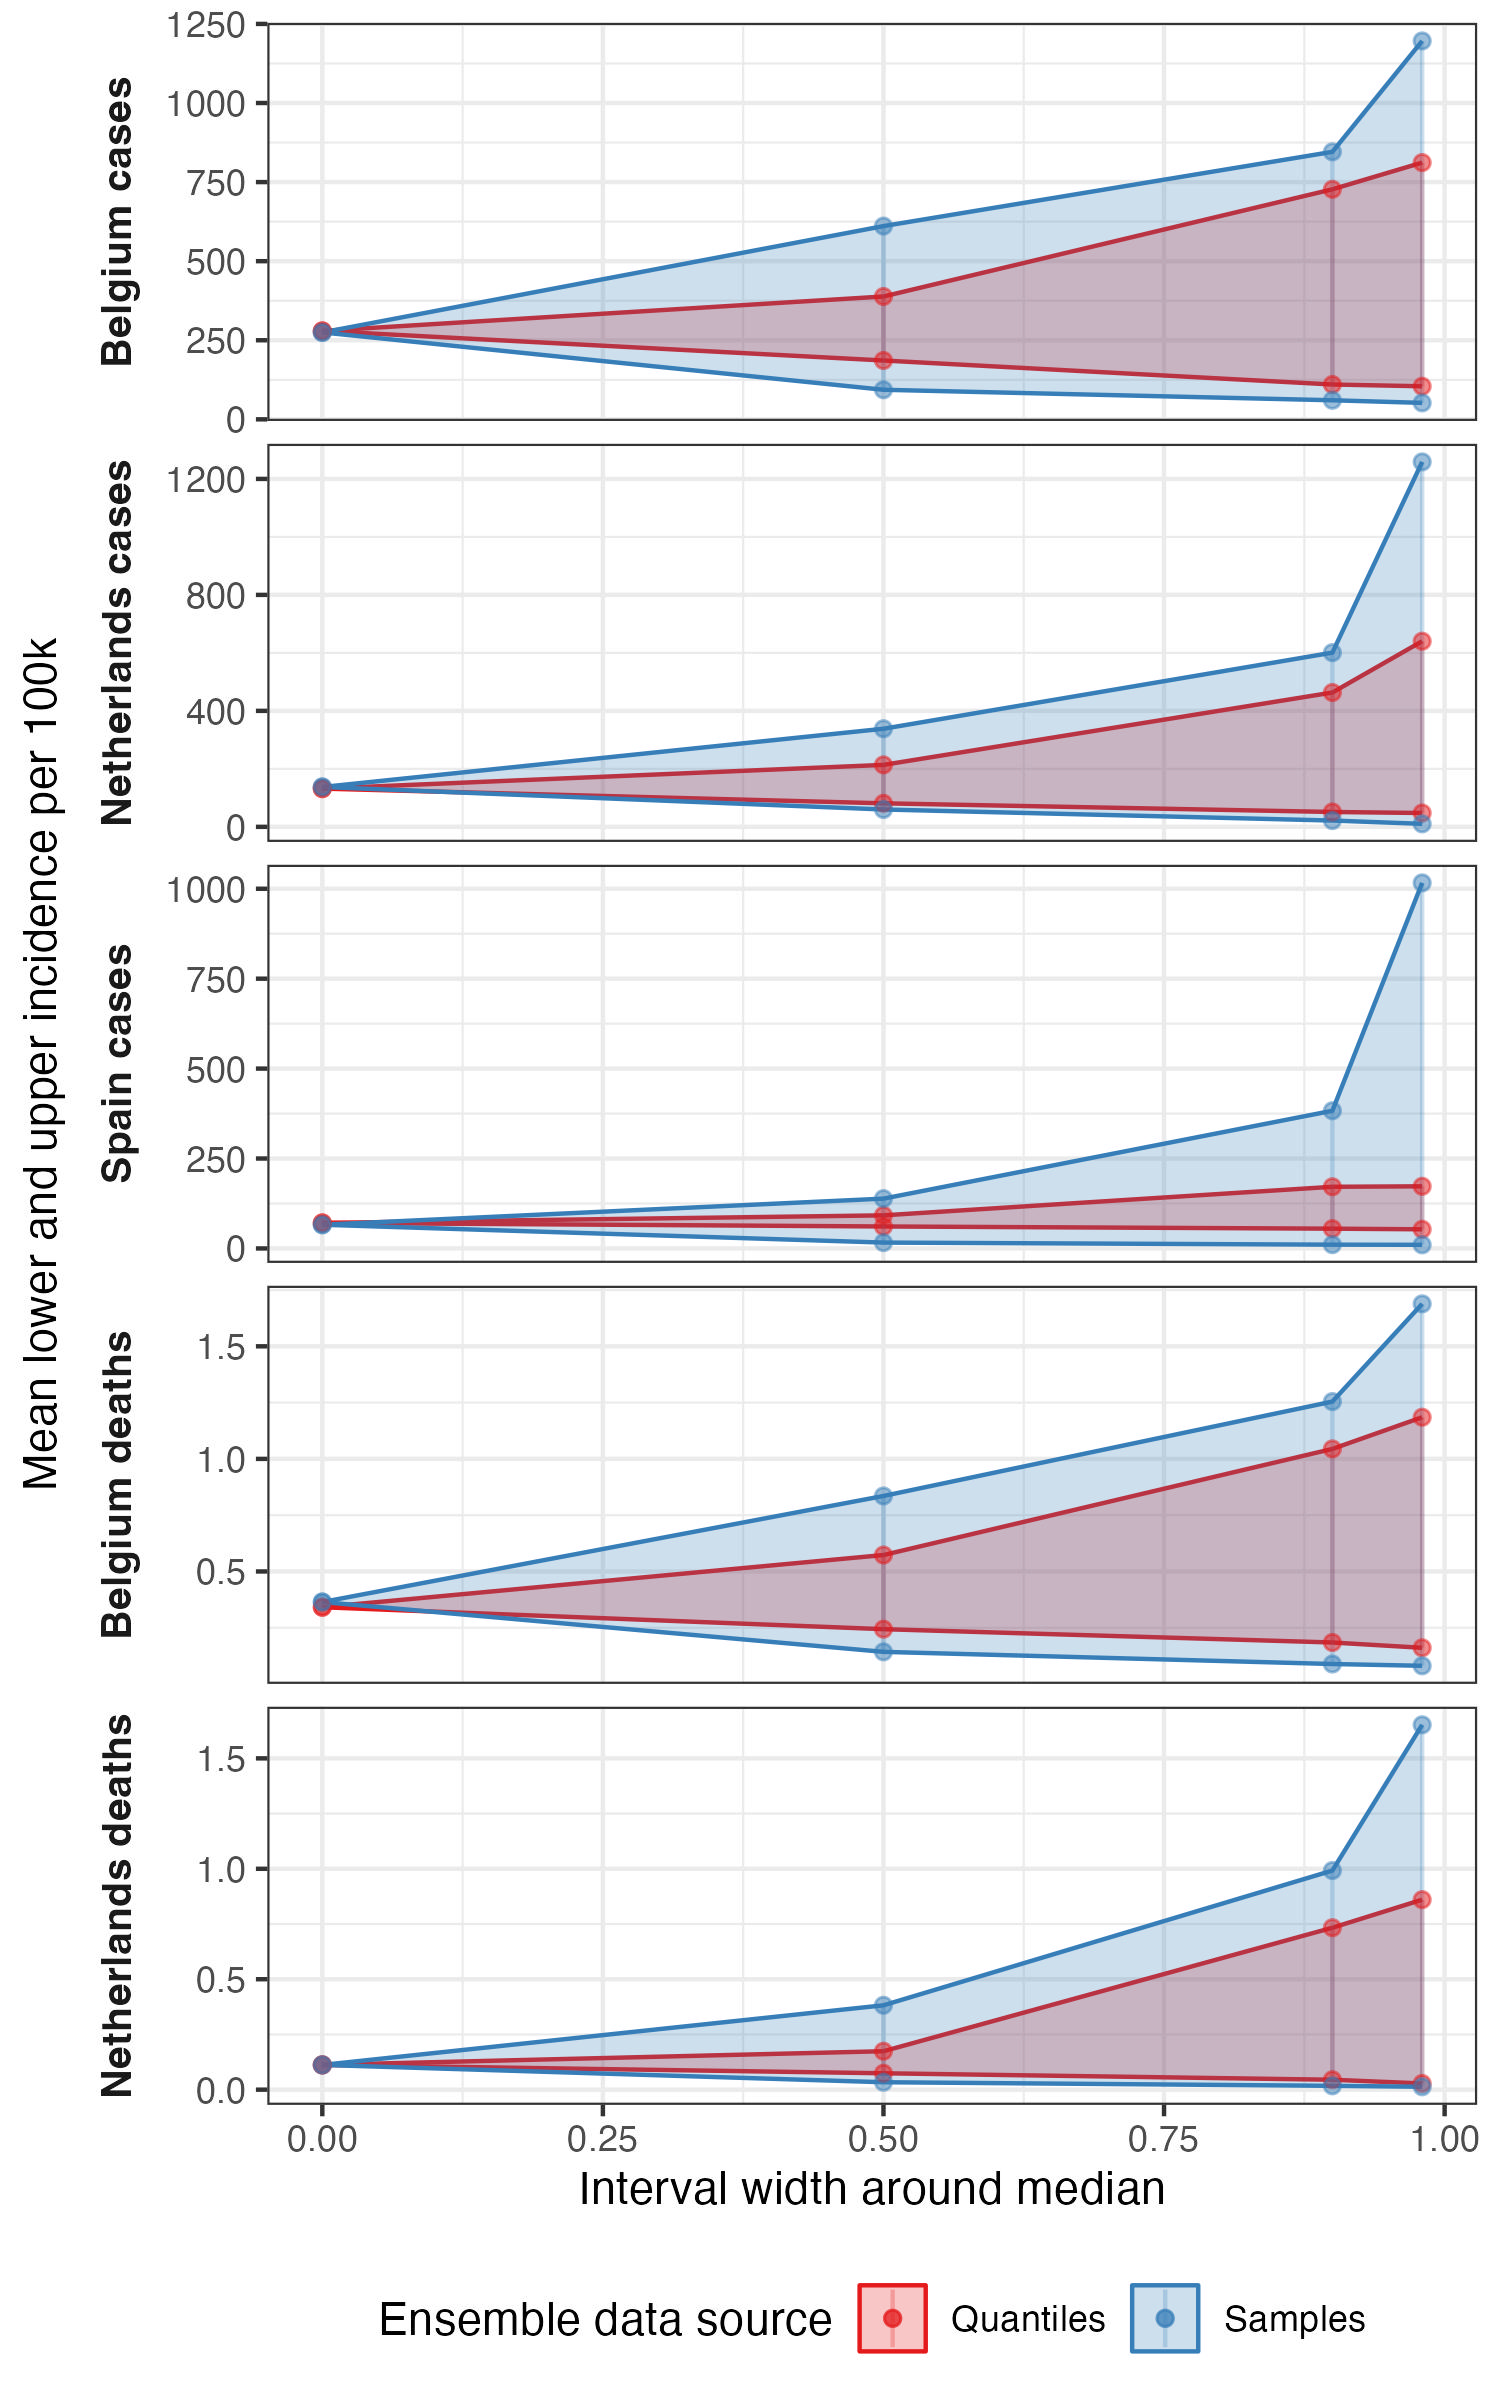 Mean lower and upper incidence per 100k
Belgium cases
1250
1000
750
500
250
0
Netherlands cases
1200
800
400
0
Spain cases
1000
750
500
250
0
Belgium deaths
1.5
1.0
0.5
Netherlands deaths
1.5
1.0
0.5
0.0
0.00 0.25 0.50 0.75 1.00
Interval width around median
Ensemble data source Quantiles Samples